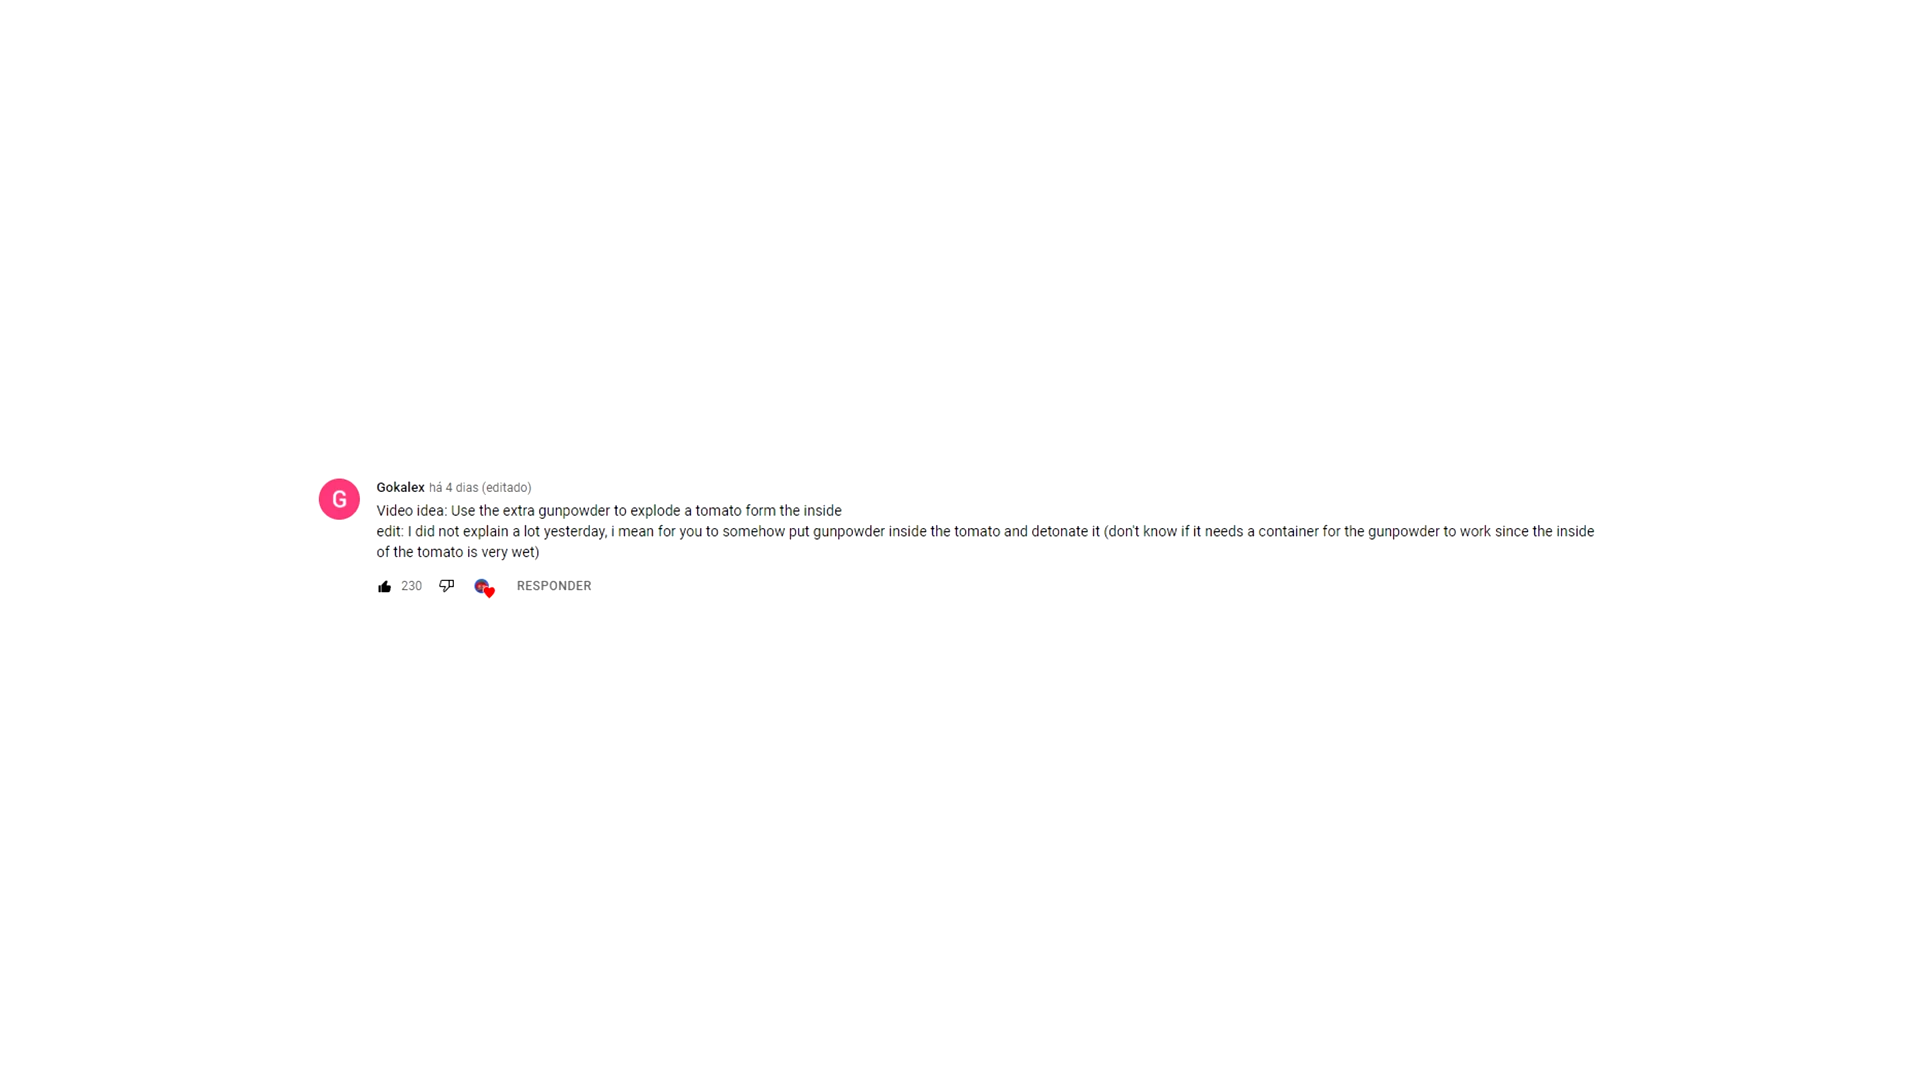 G
Gokalex há 4 dias (editado)
Video idea: Use the extra gunpowder to explode a tomato form the inside
edit: I did not explain a lot yesterday, i mean for you to somehow put gunpowder inside the tomato and detonate it (don't know if it needs a container for the gunpowder to work since the inside
of the tomato is very wet)
230 RESPONDER